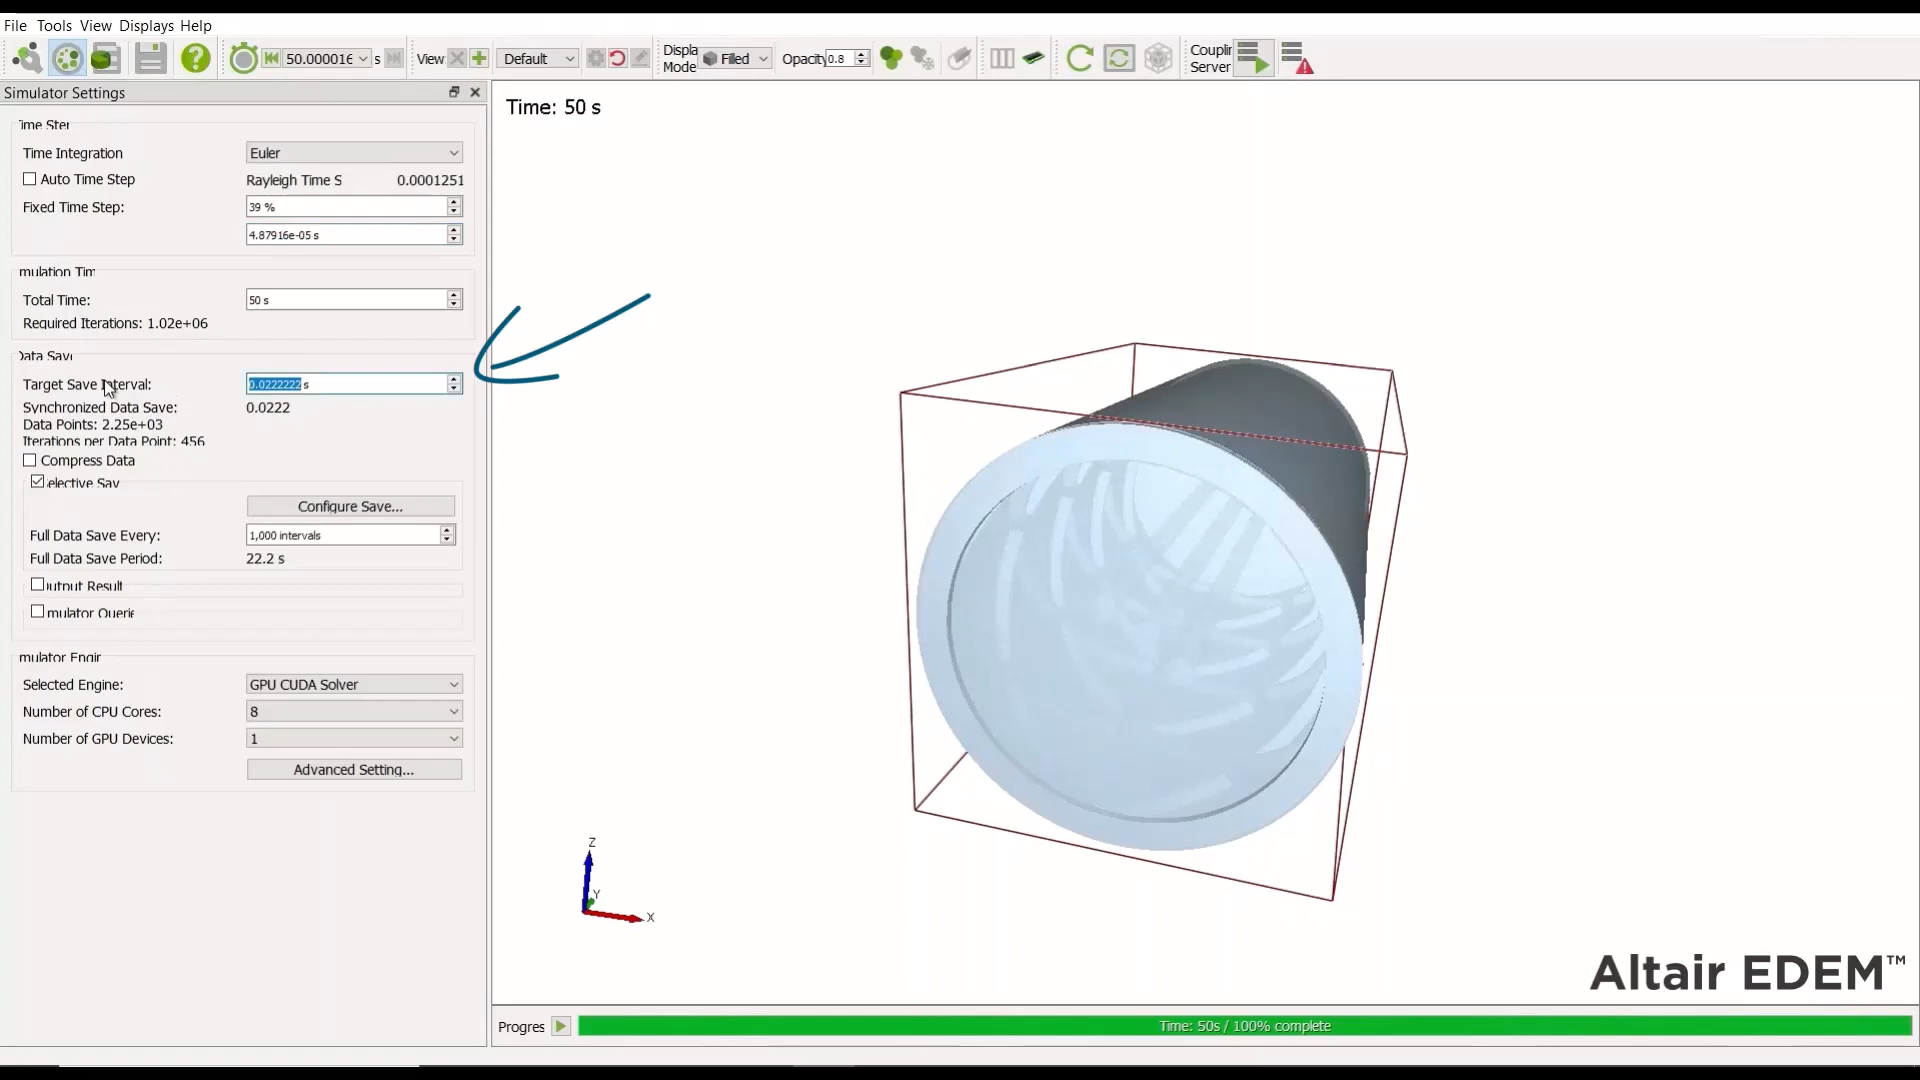 File Tools View Displays Help
50.000016 s
View
Default
Displa
Mode
Filled
Opacity
0.8
Couplir
Server
Simulator Settings
ime Ster
Time Integration Euler
Auto Time Step Rayleigh Time S 0.0001251
Fixed Time Step: 39 %
4.87916e-05 s
mulation Tim
Total Time: 50 s
Required Iterations: 1.02e+06
Data Save
Target Save Interval: 0.0222222 s
Synchronized Data Save: 0.0222
Data Points: 2.25e+03
Iterations per Data Point: 456
Compress Data
elective Sav
Configure Save...
Full Data Save Every: 1,000 intervals
Full Data Save Period: 22.2 s
utput Result
mulator Querie
mulator Engir
Selected Engine: GPU CUDA Solver
Number of CPU Cores: 8
Number of GPU Devices: 1
Advanced Setting...
Time: 50 s
Z
Y
X
Altair EDEM™
Progres
Time: 50s / 100% complete